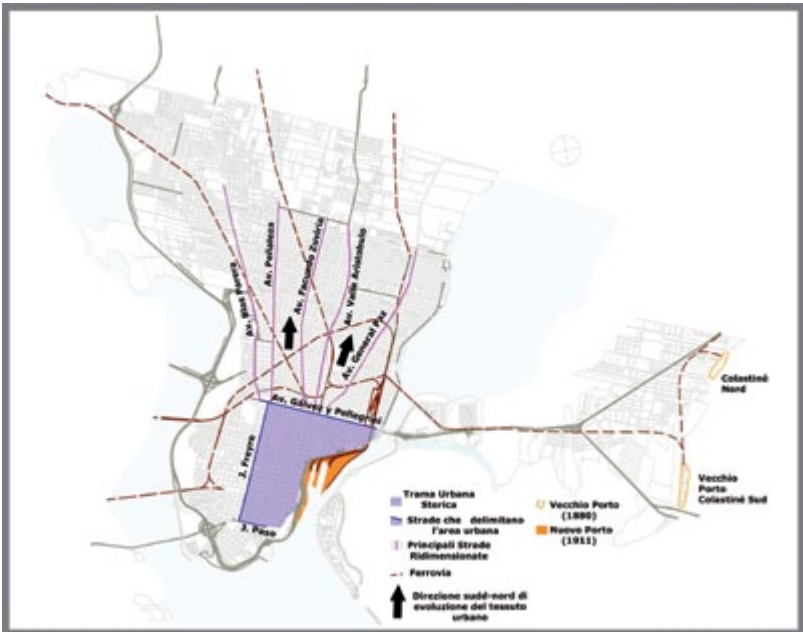 Av. Blas Parera
Av. Peñaloza
Av. Facundo Zuviría
Av. Valle Aristobulo
Av. General Paz
Av. Gálvez y Pellegrini
J. Freyre
J. Paso
Colastiné
Nord
Vecchio
Porto
Colastiné Sud
Trama Urbana
Storica
Strade che delimitano
l'area urbana
Principali Strade
Ridimensionate
Ferrovia
Direzione sudd-nord di
evoluzione del tessuto
urbano
Vecchio Porto
(1880)
Nuovo Porto
(1911)